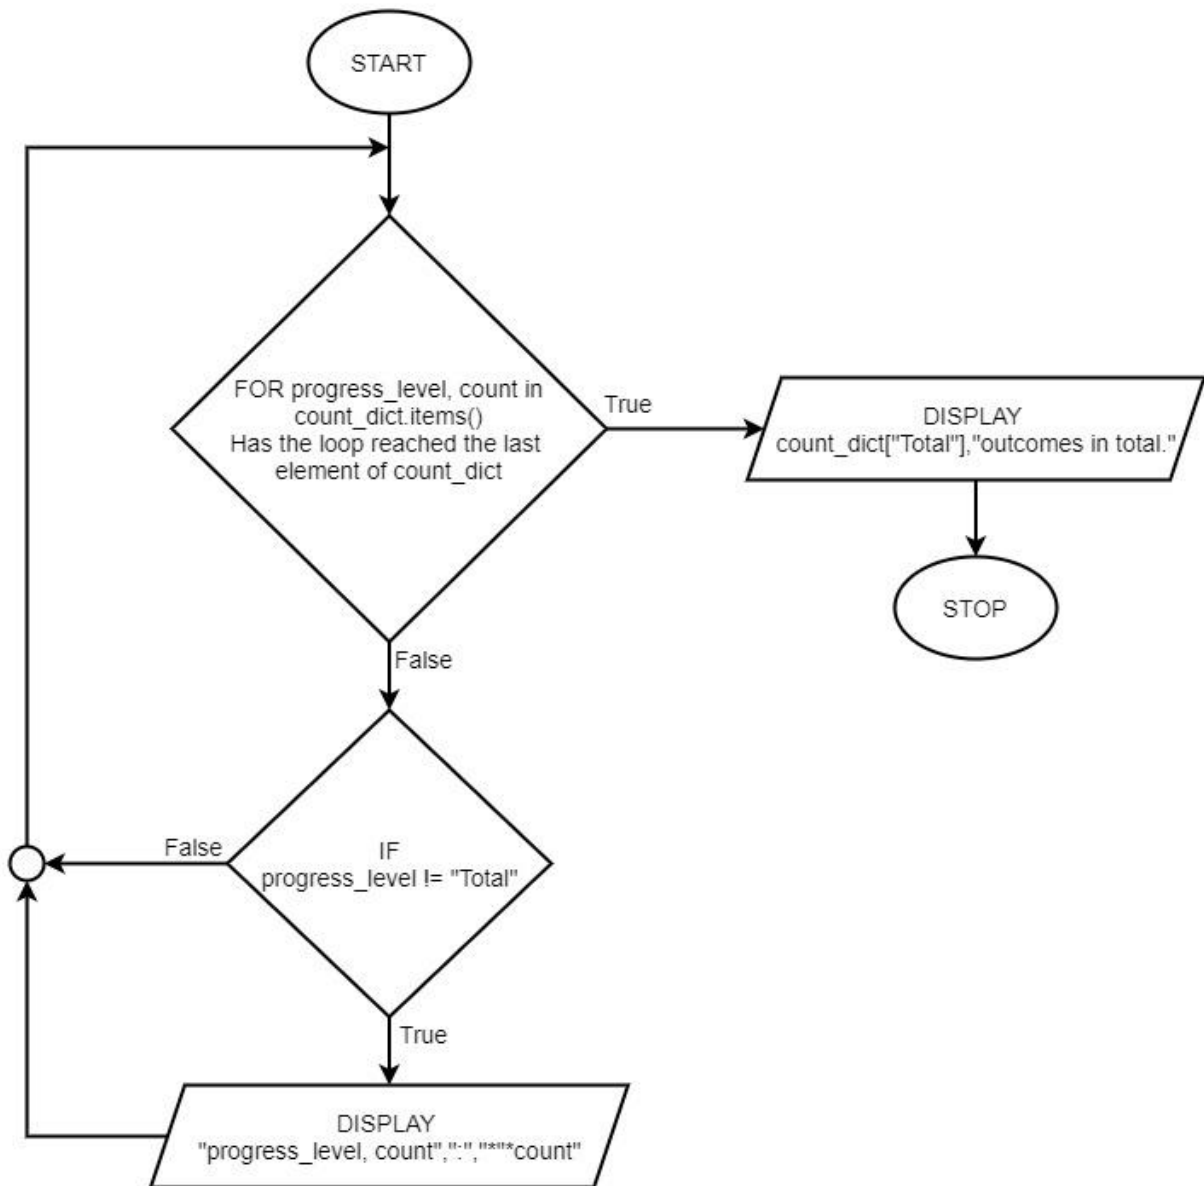 START
FOR progress_level, count in
count_dict.items()
Has the loop reached the last
element of count_dict
True
DISPLAY
count_dict["Total"],"outcomes in total."
STOP
False
IF
progress_level != "Total"
False
True
DISPLAY
"progress_level, count",":","*"*count"